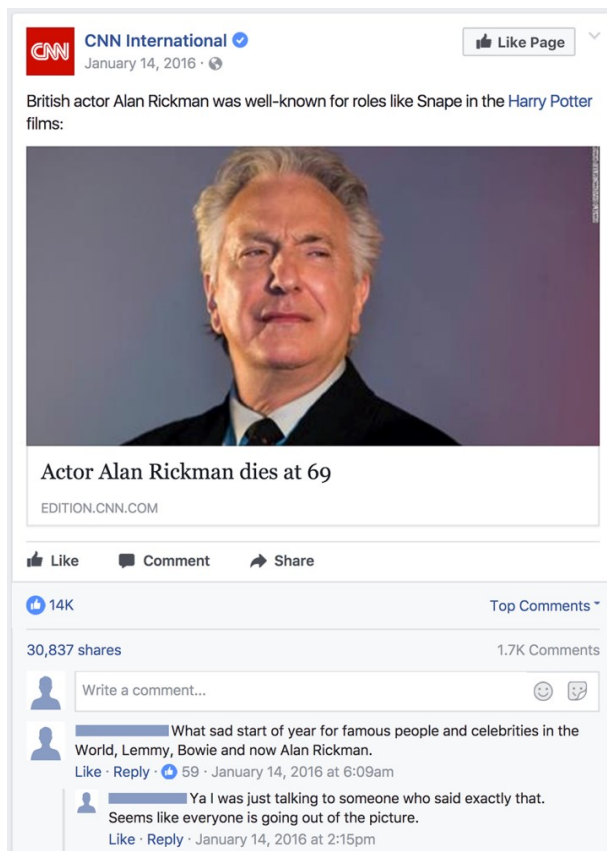 CNN
CNN International
Like Page
January 14, 2016 ·
British actor Alan Rickman was well-known for roles like Snape in the Harry Potter
films:
Actor Alan Rickman dies at 69
EDITION.CNN.COM
Like Comment Share
14K Top Comments
30,837 shares 1.7K Comments
Write a comment...
What sad start of year for famous people and celebrities in the
World, Lemmy, Bowie and now Alan Rickman.
Like · Reply · 59 · January 14, 2016 at 6:09am
Ya I was just talking to someone who said exactly that.
Seems like everyone is going out of the picture.
Like · Reply · January 14, 2016 at 2:15pm